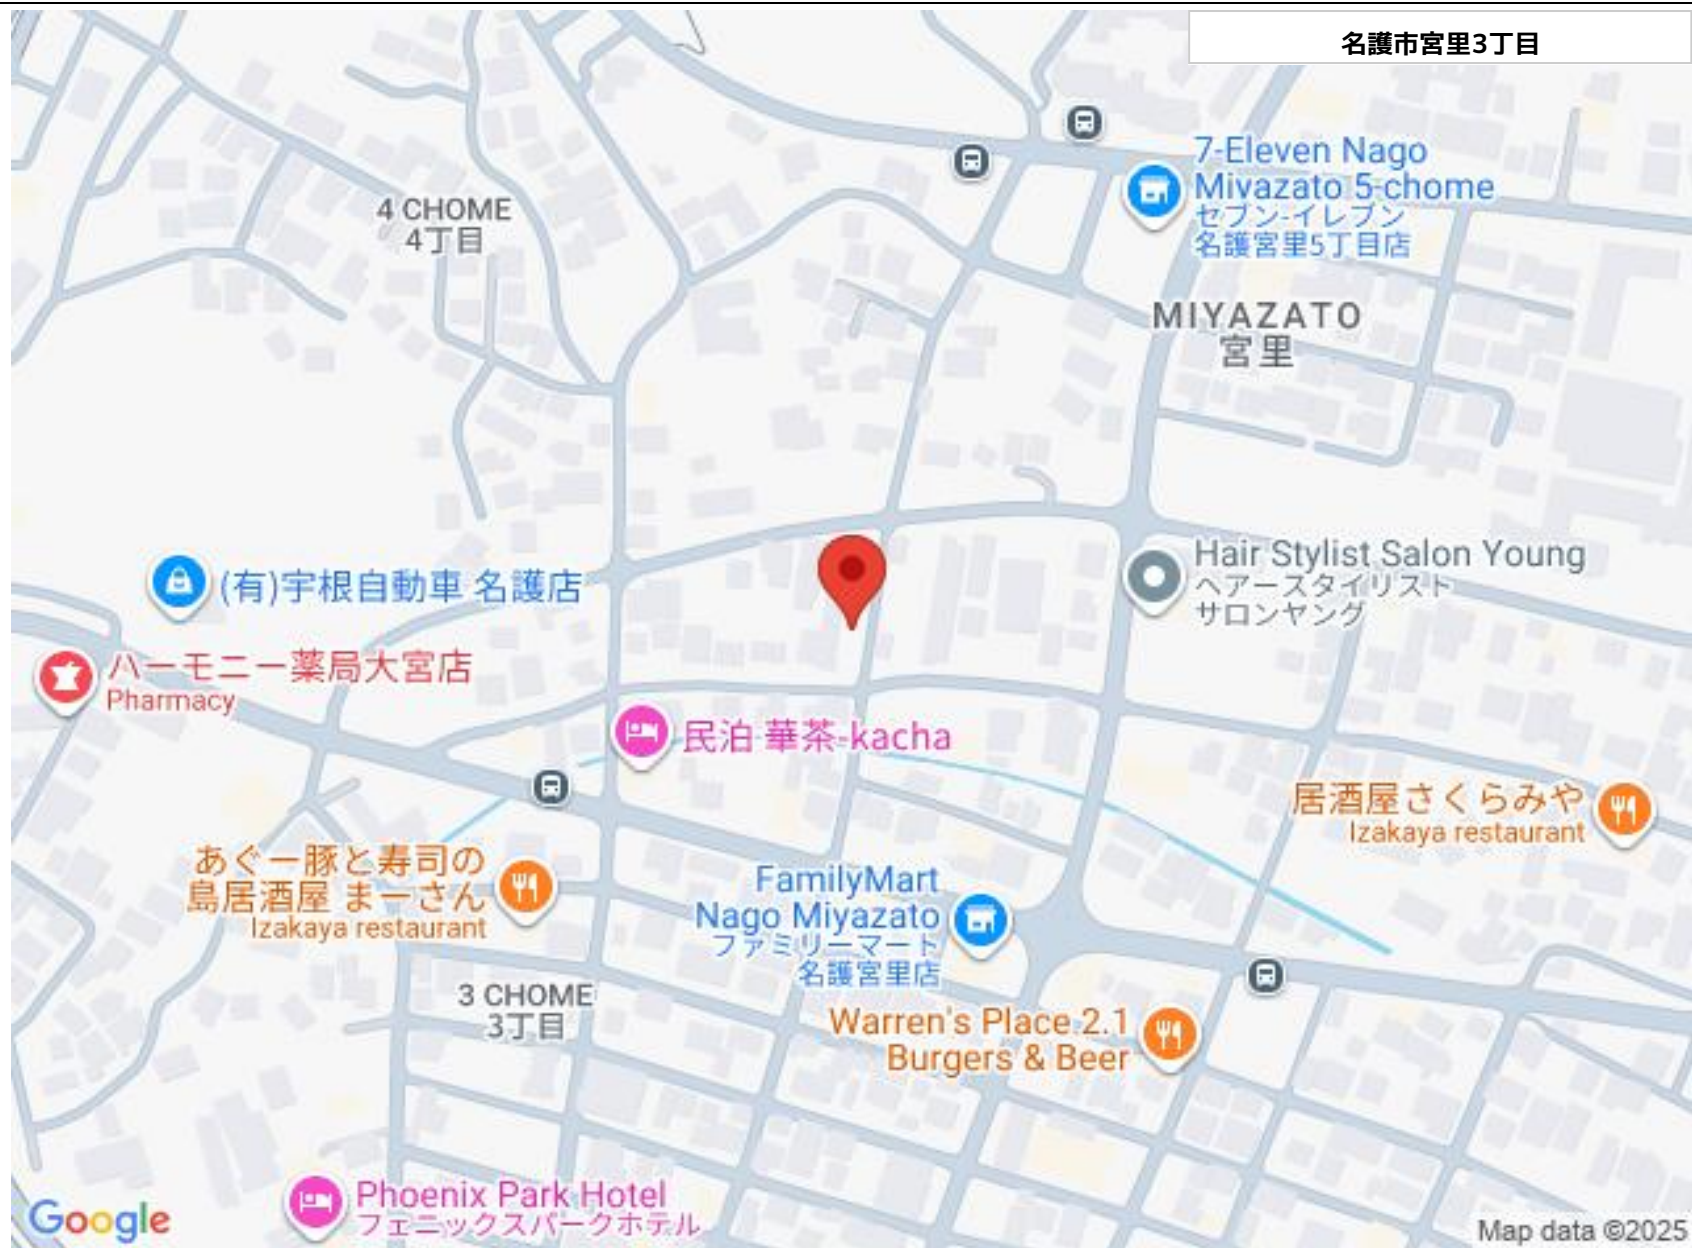 名護市宮里3丁目
7-Eleven Nago
Miyazato 5-chome
セブン-イレブン
名護宮里5丁目店
4 CHOME
4丁目
MIYAZATO
宮里
Hair Stylist Salon Young
ヘアースタイリスト
サロンヤング
(有)宇根自動車 名護店
ハーモニー薬局大宮店
Pharmacy
民泊 華茶-kacha
居酒屋さくらみや
Izakaya restaurant
あぐー豚と寿司の
島居酒屋 まーさん
Izakaya restaurant
FamilyMart
Nago Miyazato
ファミリーマート
名護宮里店
3 CHOME
3丁目
Warren's Place 2.1
Burgers & Beer
Phoenix Park Hotel
フェニックスパークホテル
Google
Map data ©2025